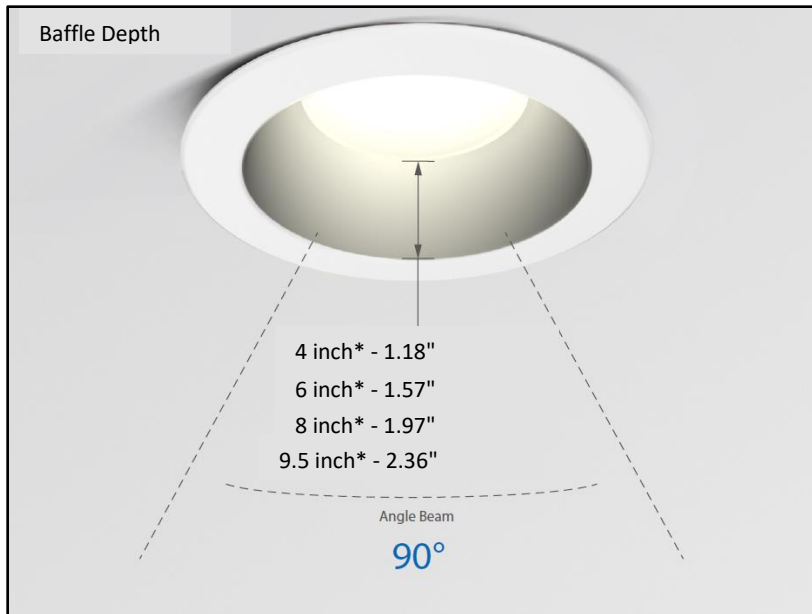 Baffle Depth
4 inch* - 1.18"
6 inch* - 1.57"
8 inch* - 1.97"
9.5 inch* - 2.36"
Angle Beam
90°